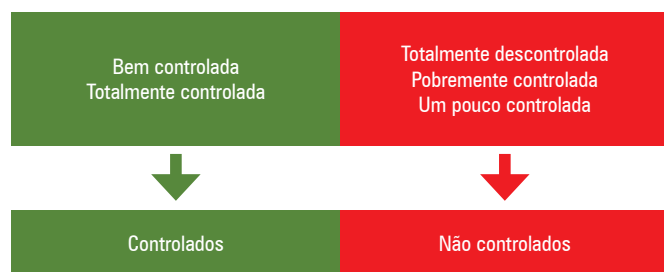 Bem controlada
Totalmente controlada
Totalmente descontrolada
Pobremente controlada
Um pouco controlada
Controlados
Não controlados